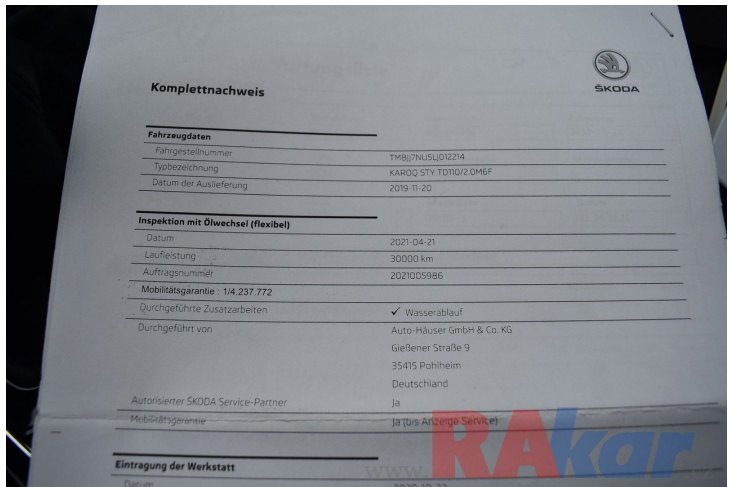 ŠKODA
Komplettnachweis
Fahrzeugdaten
Fahrgestellnummer TMBJJ7NU5LJ012214
Typbezeichnung KAROQ STY TD110/2.0M6F
Datum der Auslieferung 2019-11-20
Inspektion mit Ölwechsel (flexibel)
Datum 2021-04-21
Laufleistung 30000 km
Auftragsnummer 2021005986
Mobilitätsgarantie : 1/4.237.772
Durchgeführte Zusatzarbeiten ✓ Wasserablauf
Durchgeführt von Auto-Häuser GmbH & Co. KG
Gießener Straße 9
35415 Pohlheim
Deutschland
Autorisierter ŠKODA Service-Partner Ja
Mobilitätsgarantie Ja (bis Anzeige Service)
Eintragung der Werkstatt
www.RAkar
Datum